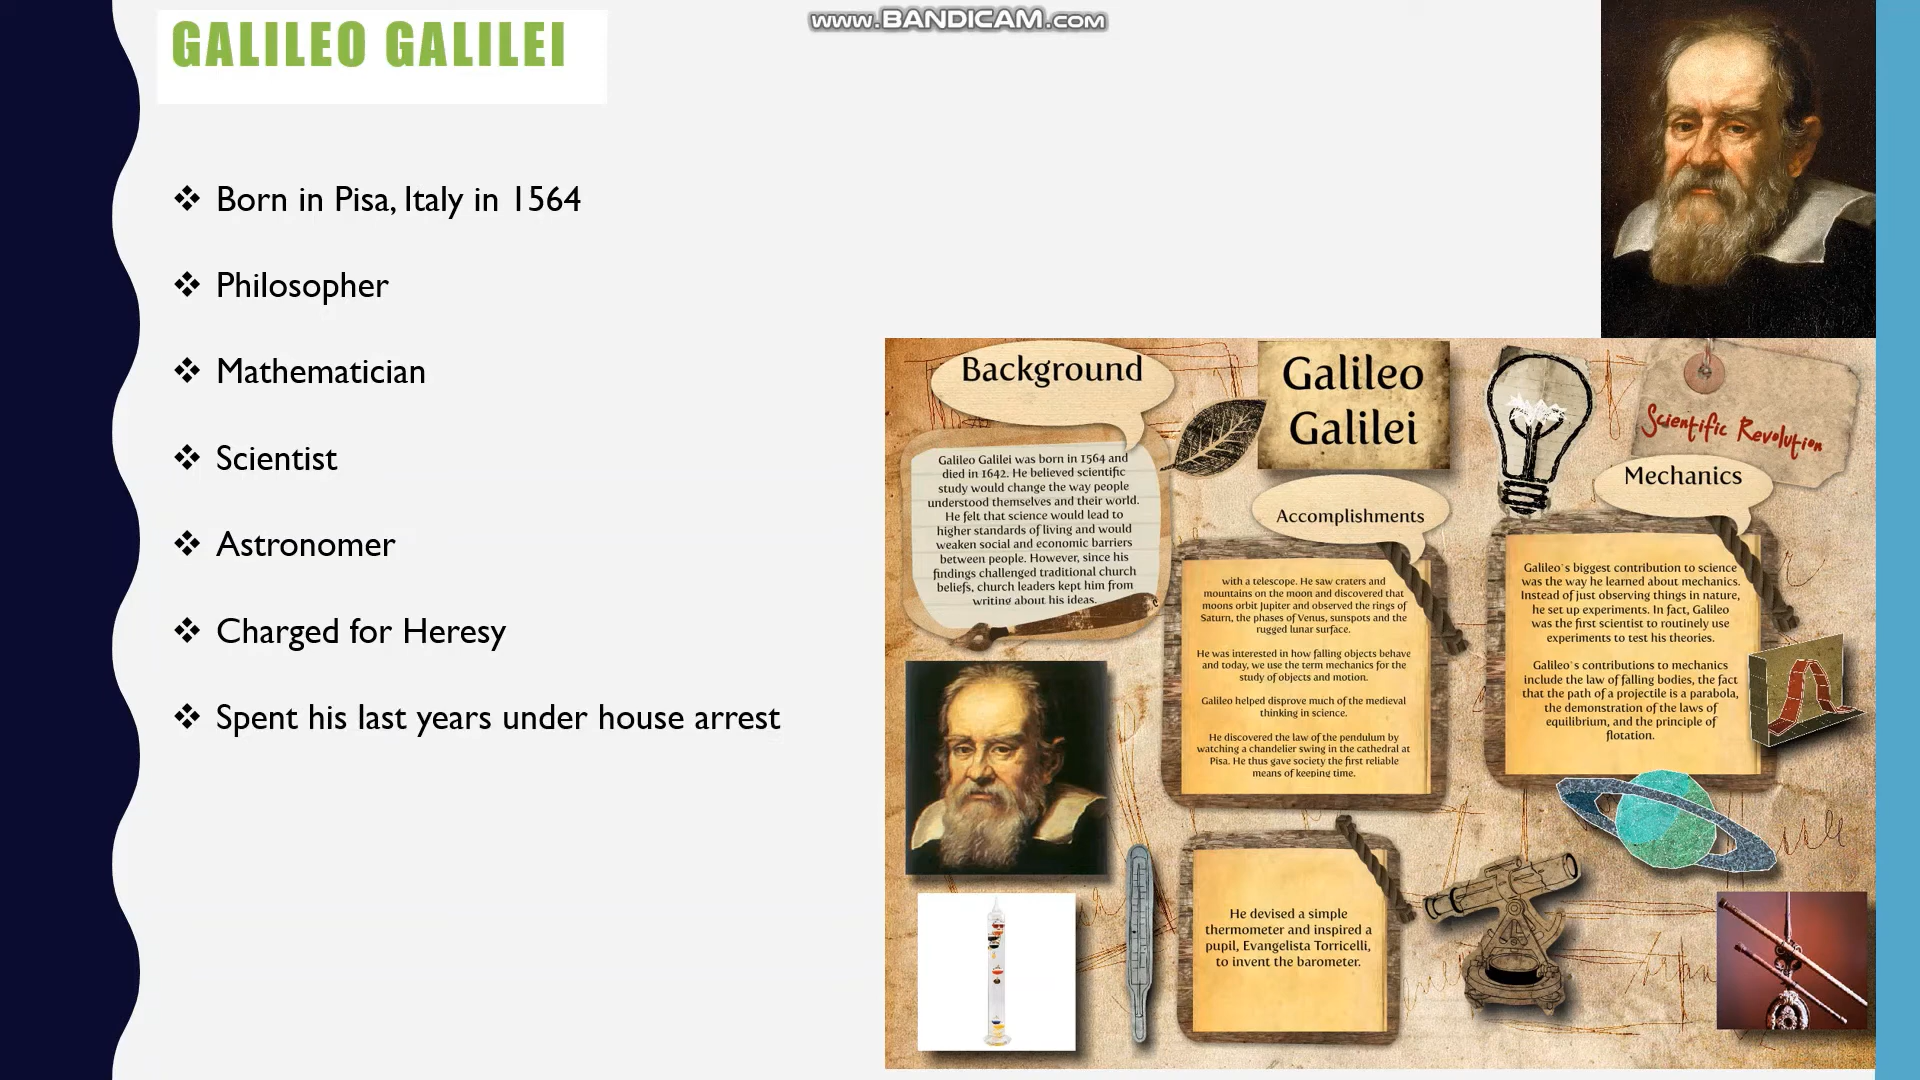 www.BANDICAM.com
GALILEO GALILEI
Born in Pisa, Italy in 1564
Philosopher
Mathematician
Scientist
Astronomer
Charged for Heresy
Spent his last years under house arrest
Background
Galileo Galilei was born in 1564 and
died in 1642. He believed scientific
study would change the way people
understood themselves and their world.
He felt that science would lead to
higher standards of living and would
weaken social and economic barriers
between people. However, since his
findings challenged traditional church
beliefs, church leaders kept him from
writing about his ideas.
Galileo
Galilei
Accomplishments
with a telescope. He saw craters and
mountains on the moon and discovered that
moons orbit Jupiter and observed the rings of
Saturn, the phases of Venus, sunspots and the
rugged lunar surface.
He was interested in how falling objects behave
and today, we use the term mechanics for the
study of objects and motion.
Galileo helped disprove much of the medieval
thinking in science.
He discovered the law of the pendulum by
watching a chandelier swing in the cathedral at
Pisa. He thus gave society the first reliable
means of keeping time.
He devised a simple
thermometer and inspired a
pupil, Evangelista Torricelli,
to invent the barometer.
Scientific Revolution
Mechanics
Galileo's biggest contribution to science
was the way he learned about mechanics.
Instead of just observing things in nature,
he set up experiments. In fact, Galileo
was the first scientist to routinely use
experiments to test his theories.
Galileo's contributions to mechanics
include the law of falling bodies, the fact
that the path of a projectile is a parabola,
the demonstration of the laws of
equilibrium, and the principle of
flotation.